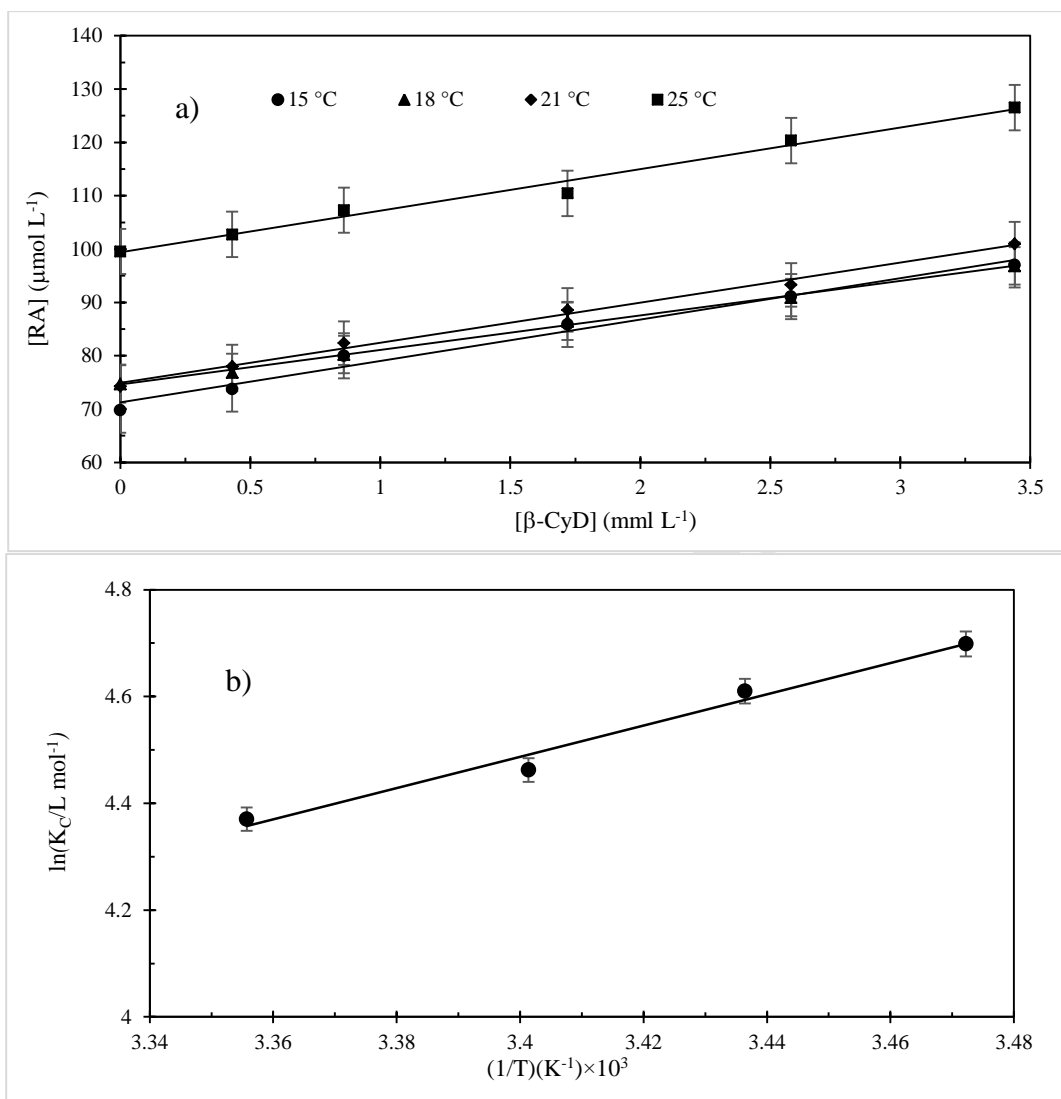 140
130
120
110
100
90
80
70
60
[RA] (μmol L-1)
a)
15 °C 18 °C 21 °C 25 °C
0 0.5 1 1.5 2 2.5 3 3.5
[β-CyD] (mml L-1)
4.8
4.6
4.4
4.2
4
ln(KC/L mol-1)
b)
3.34 3.36 3.38 3.4 3.42 3.44 3.46 3.48
(1/T)(K-1)×103